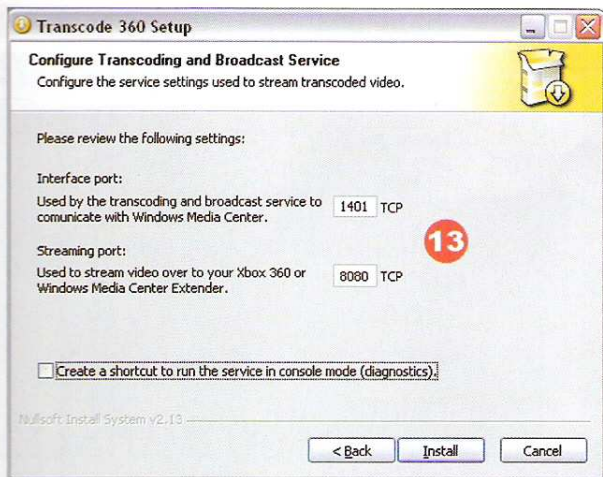 Transcode 360 Setup
Configure Transcoding and Broadcast Service
Configure the service settings used to stream transcoded video.
Please review the following settings:
Interface port:
Used by the transcoding and broadcast service to
comunicate with Windows Media Center.
1401 TCP
13
Streaming port:
Used to stream video over to your Xbox 360 or
Windows Media Center Extender.
8080 TCP
Create a shortcut to run the service in console mode (diagnostics).
Nullsoft Install System v2.13
< Back
Install
Cancel